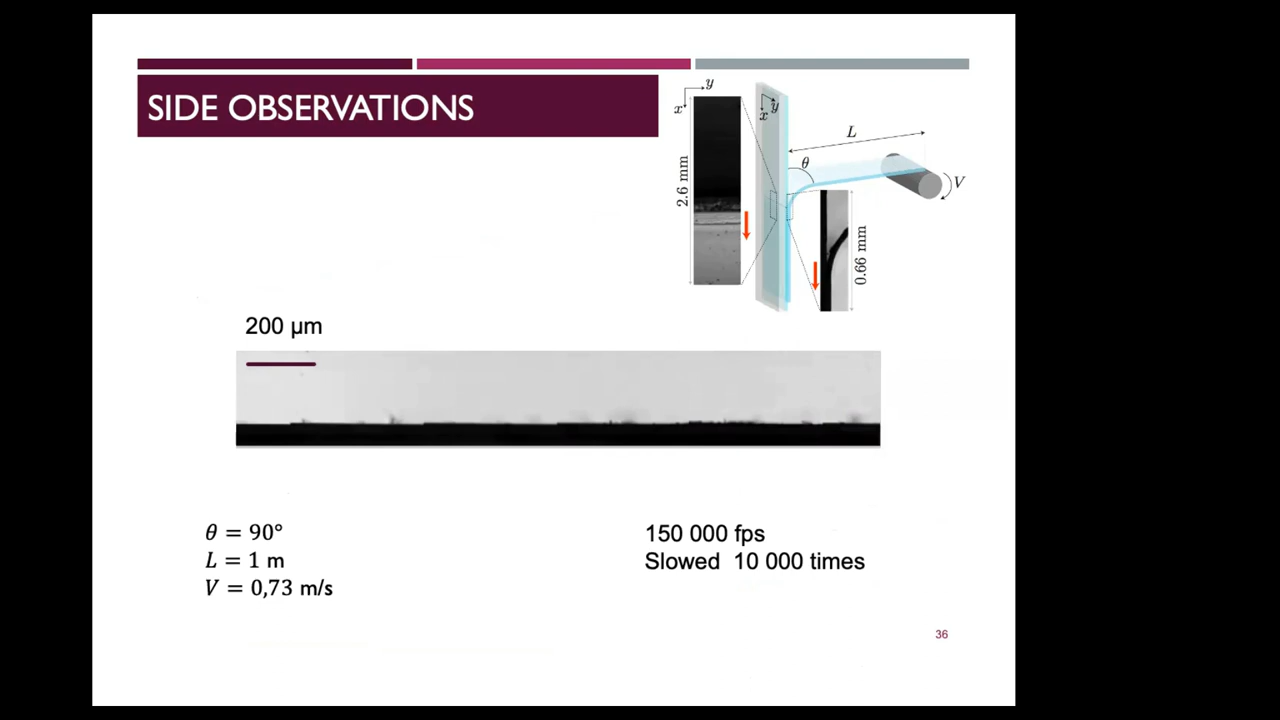 SIDE OBSERVATIONS
y
x
2.6 mm
x
y
L
θ
V
0.66 mm
200 µm
θ = 90°
L = 1 m
V = 0,73 m/s
150 000 fps
Slowed 10 000 times
36